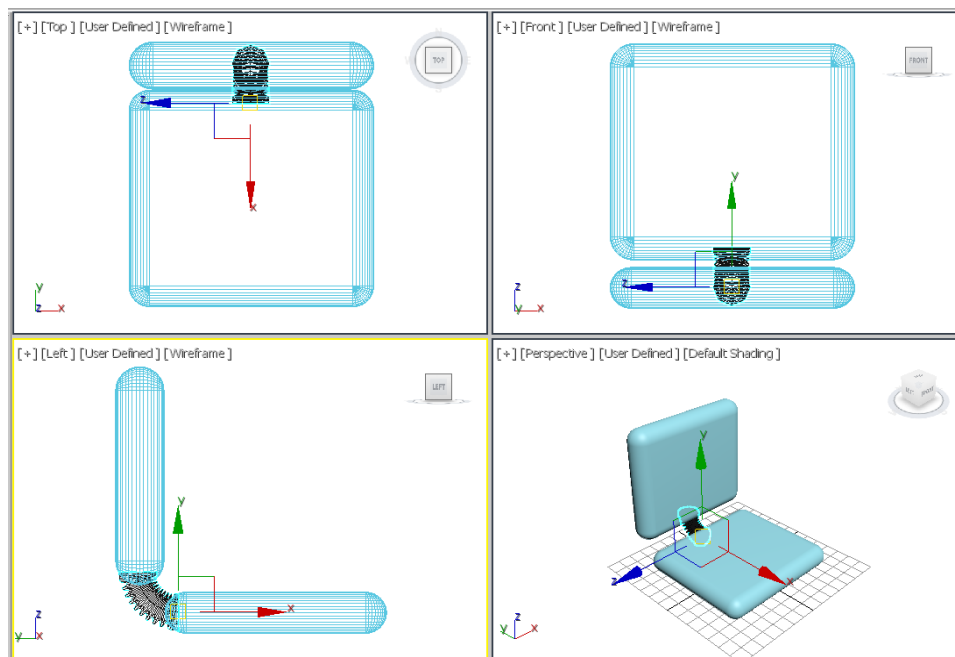 [+] [Top ] [User Defined ] [Wireframe ]
TOP
z
x
y
z
x
[+] [Front ] [User Defined ] [Wireframe ]
FRONT
y
z
z
y
x
[+] [Left ] [User Defined ] [Wireframe ]
LEFT
y
x
z
y
x
[+] [Perspective ] [User Defined ] [Default Shading ]
y
z
x
z
y
x